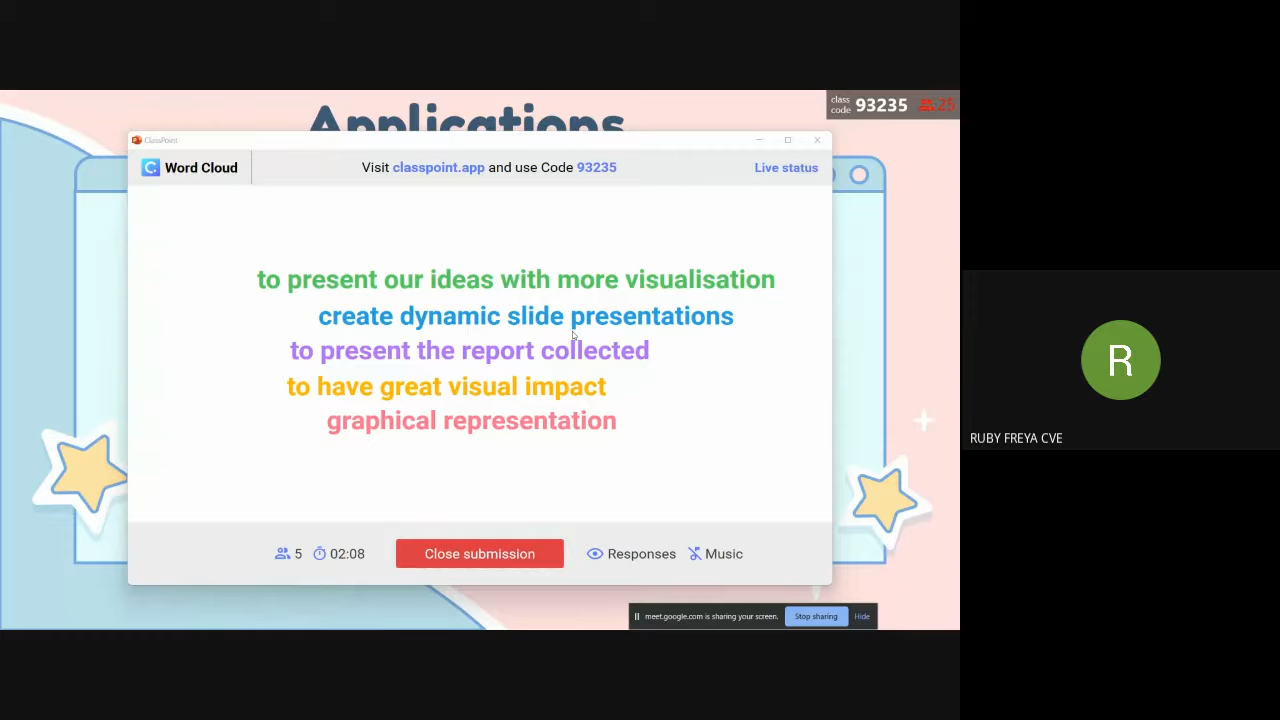 Applications
class code 93235 25
ClassPoint
Word Cloud
Visit classpoint.app and use Code 93235
Live status
to present our ideas with more visualisation
create dynamic slide presentations
to present the report collected
to have great visual impact
graphical representation
5 02:08 Close submission Responses Music
meet.google.com is sharing your screen. Stop sharing Hide
R
RUBY FREYA CVE